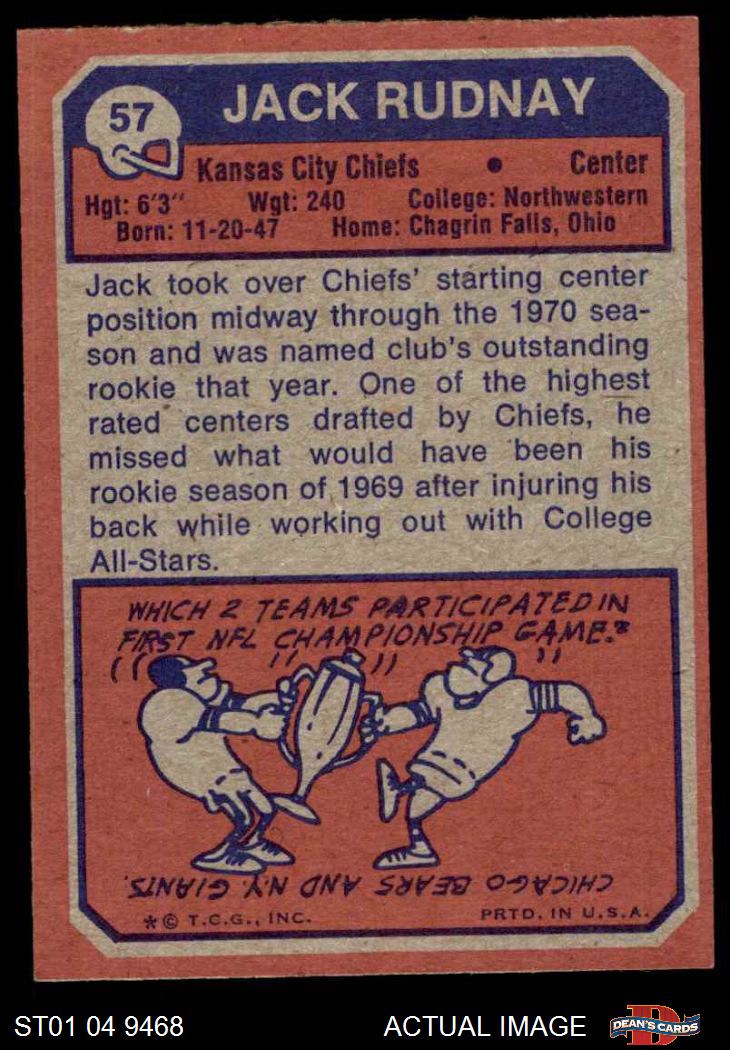 57
JACK RUDNAY
Kansas City Chiefs • Center
Hgt: 6'3" Wgt: 240 College: Northwestern
Born: 11-20-47 Home: Chagrin Falls, Ohio
Jack took over Chiefs' starting center
position midway through the 1970 sea-
son and was named club's outstanding
rookie that year. One of the highest
rated centers drafted by Chiefs, he
missed what would have been his
rookie season of 1969 after injuring his
back while working out with College
All-Stars.
WHICH 2 TEAMS PARTICIPATED IN
FIRST NFL CHAMPIONSHIP GAME?
CHICAGO BEARS AND N.Y. GIANTS.
*© T.C.G., INC. PRTD. IN U.S.A.
ST01 04 9468 ACTUAL IMAGE
D
DEAN'S CARDS